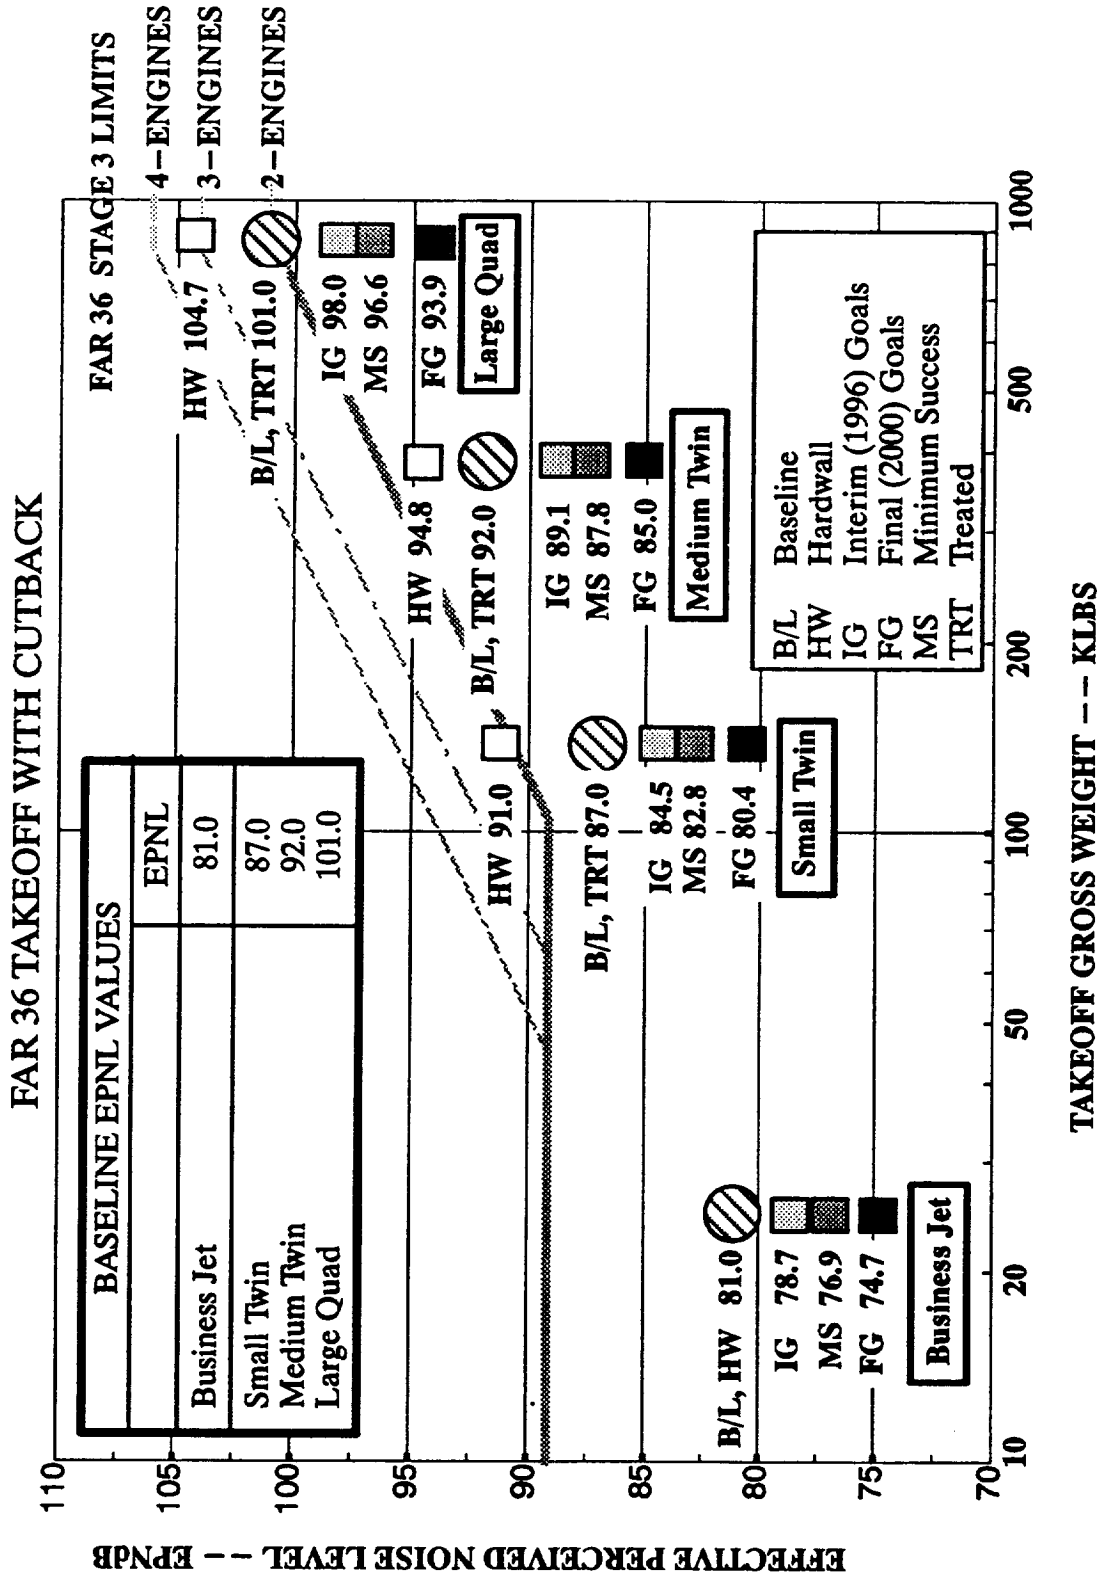 FAR 36 TAKEOFF WITH CUTBACK
FAR 36 STAGE 3 LIMITS
4-ENGINES
3-ENGINES
2-ENGINES
BASELINE EPNL VALUES
EPNL
Business Jet 81.0
Small Twin 87.0
Medium Twin 92.0
Large Quad 101.0
EFFECTIVE PERCEIVED NOISE LEVEL -- EPNdB
110
105
100
95
90
85
80
75
70
B/L, HW 81.0
IG 78.7
MS 76.9
FG 74.7
Business Jet
HW 91.0
B/L, TRT 87.0
IG 84.5
MS 82.8
FG 80.4
Small Twin
HW 94.8
B/L, TRT 92.0
IG 89.1
MS 87.8
FG 85.0
Medium Twin
HW 104.7
B/L, TRT 101.0
IG 98.0
MS 96.6
FG 93.9
Large Quad
B/L Baseline
HW Hardwall
IG Interim (1996) Goals
FG Final (2000) Goals
MS Minimum Success
TRT Treated
10 20 50 100 200 300 500 1000
TAKEOFF GROSS WEIGHT -- KLBS